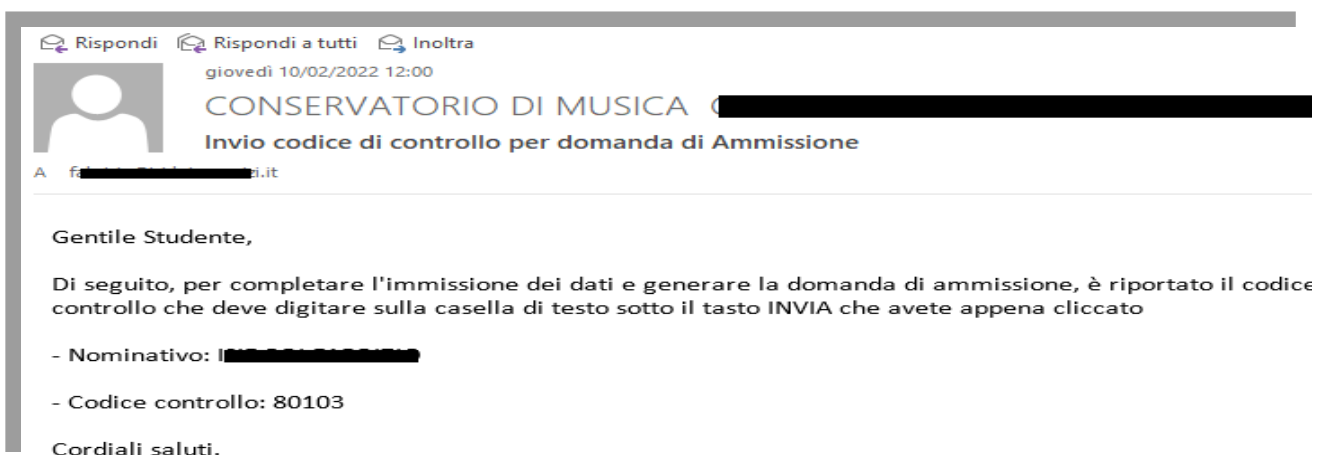 Rispondi Rispondi a tutti Inoltra
giovedì 10/02/2022 12:00
CONSERVATORIO DI MUSICA
Invio codice di controllo per domanda di Ammissione
A
Gentile Studente,
Di seguito, per completare l'immissione dei dati e generare la domanda di ammissione, è riportato il codice
controllo che deve digitare sulla casella di testo sotto il tasto INVIA che avete appena cliccato
- Nominativo:
- Codice controllo: 80103
Cordiali saluti.